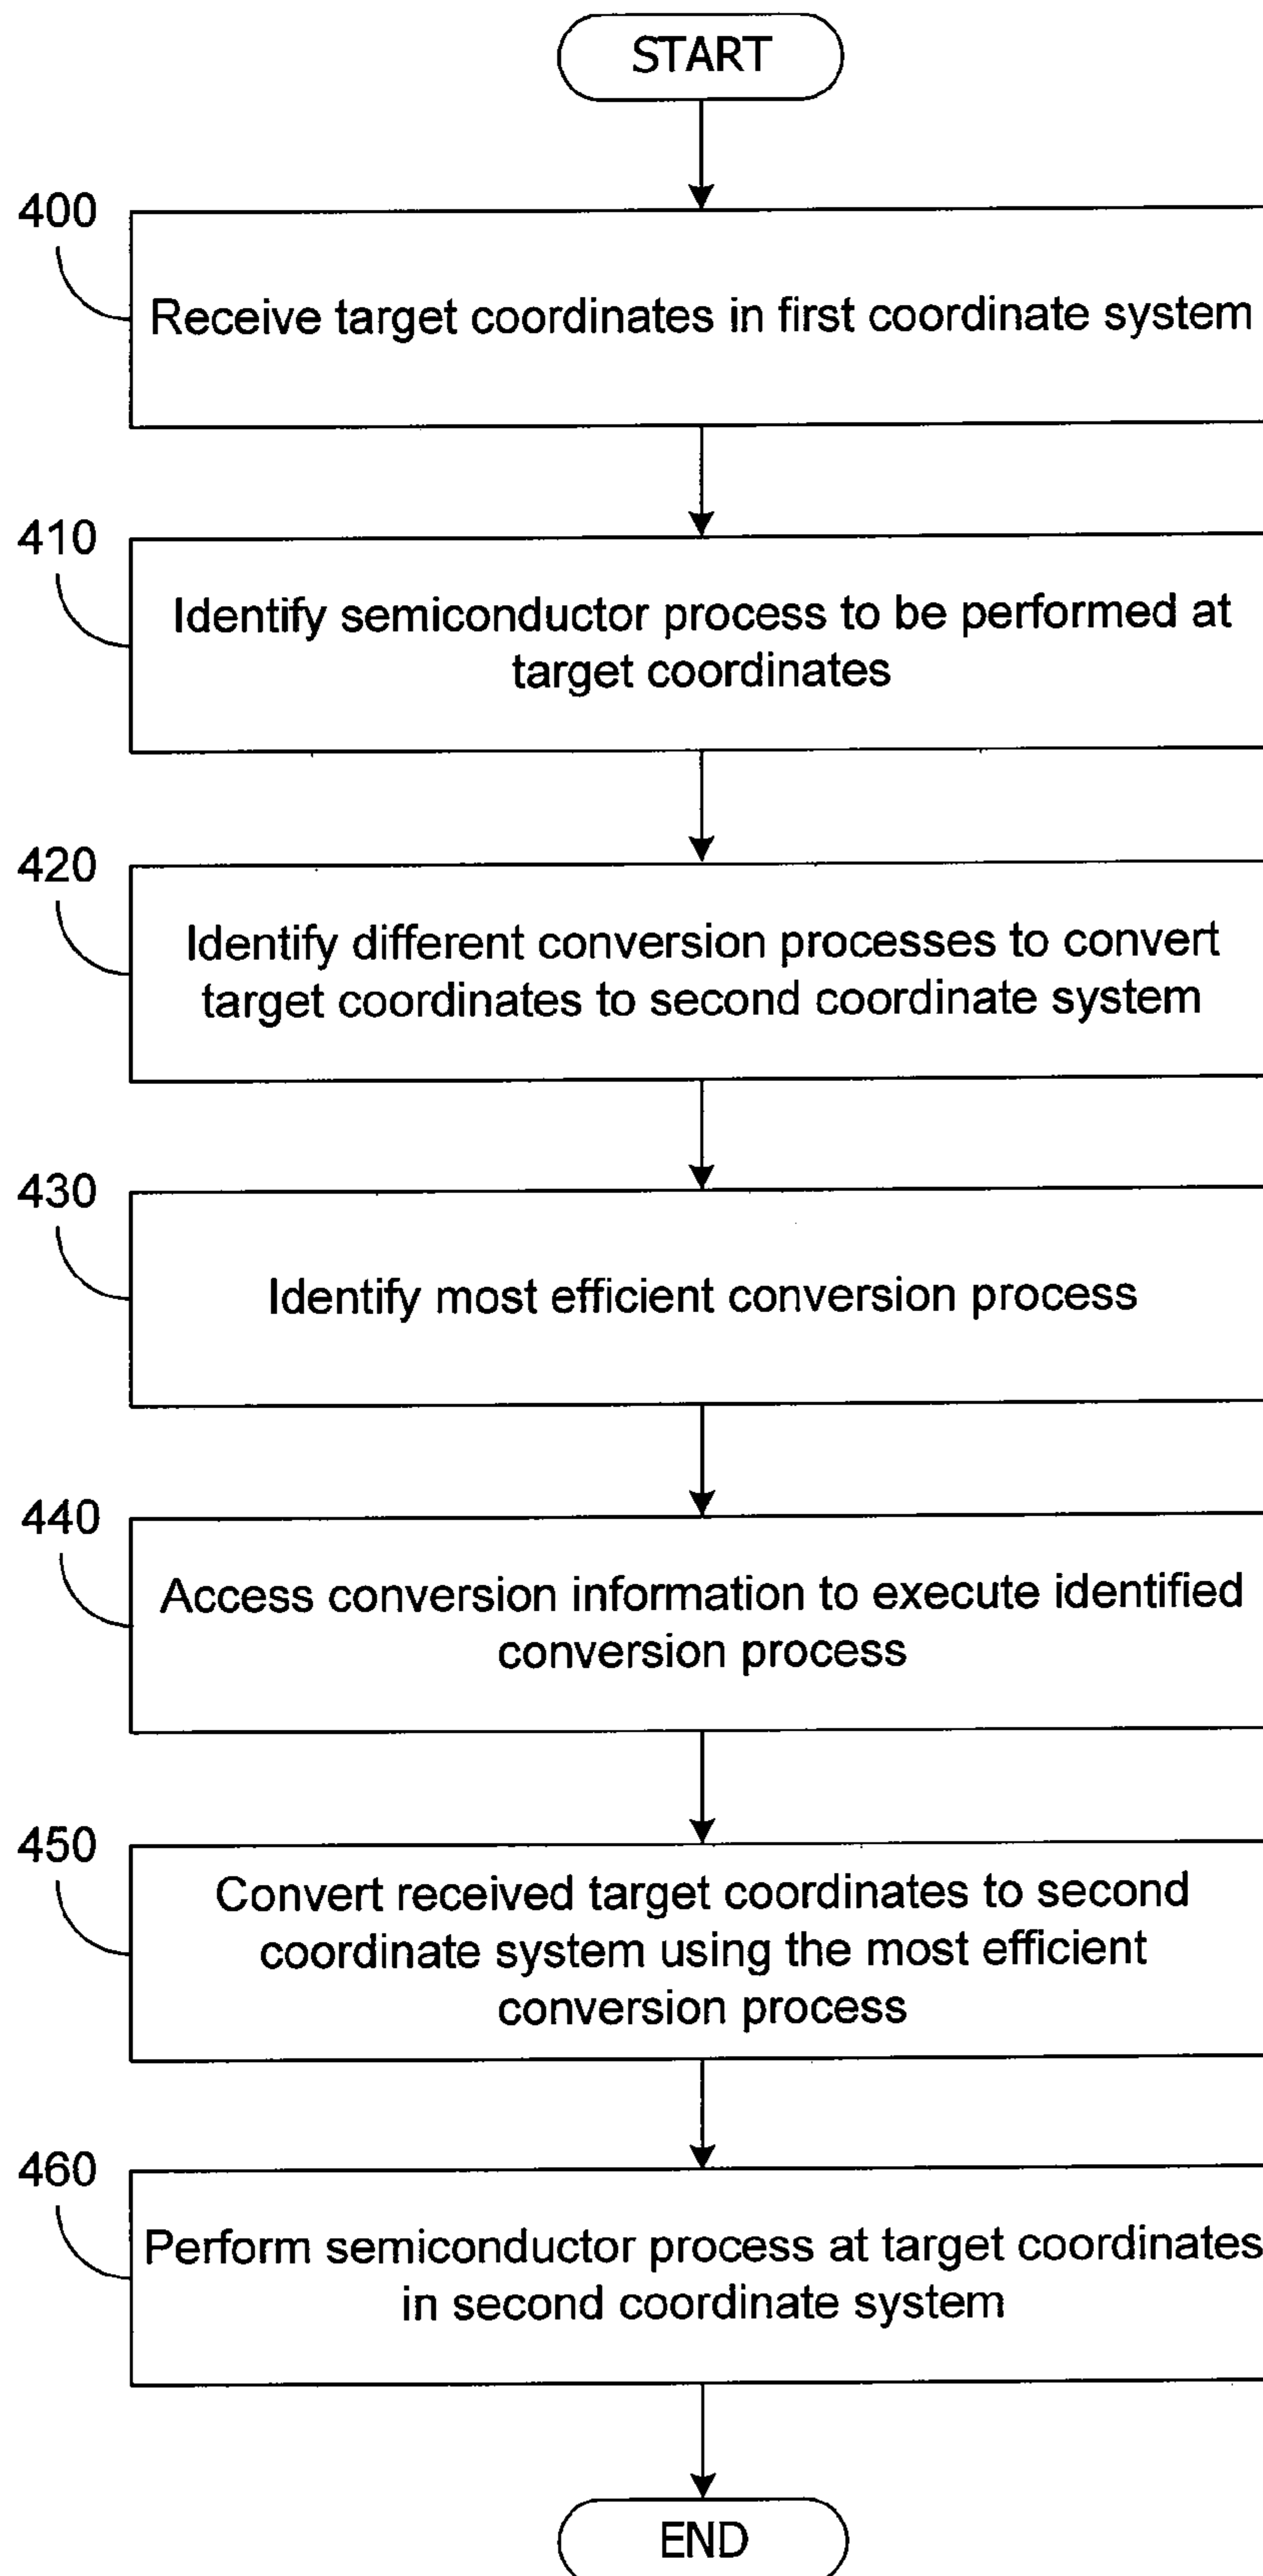 START
400
Receive target coordinates in first coordinate system
410
Identify semiconductor process to be performed at
target coordinates
420
Identify different conversion processes to convert
target coordinates to second coordinate system
430
Identify most efficient conversion process
440
Access conversion information to execute identified
conversion process
450
Convert received target coordinates to second
coordinate system using the most efficient
conversion process
460
Perform semiconductor process at target coordinates
in second coordinate system
END